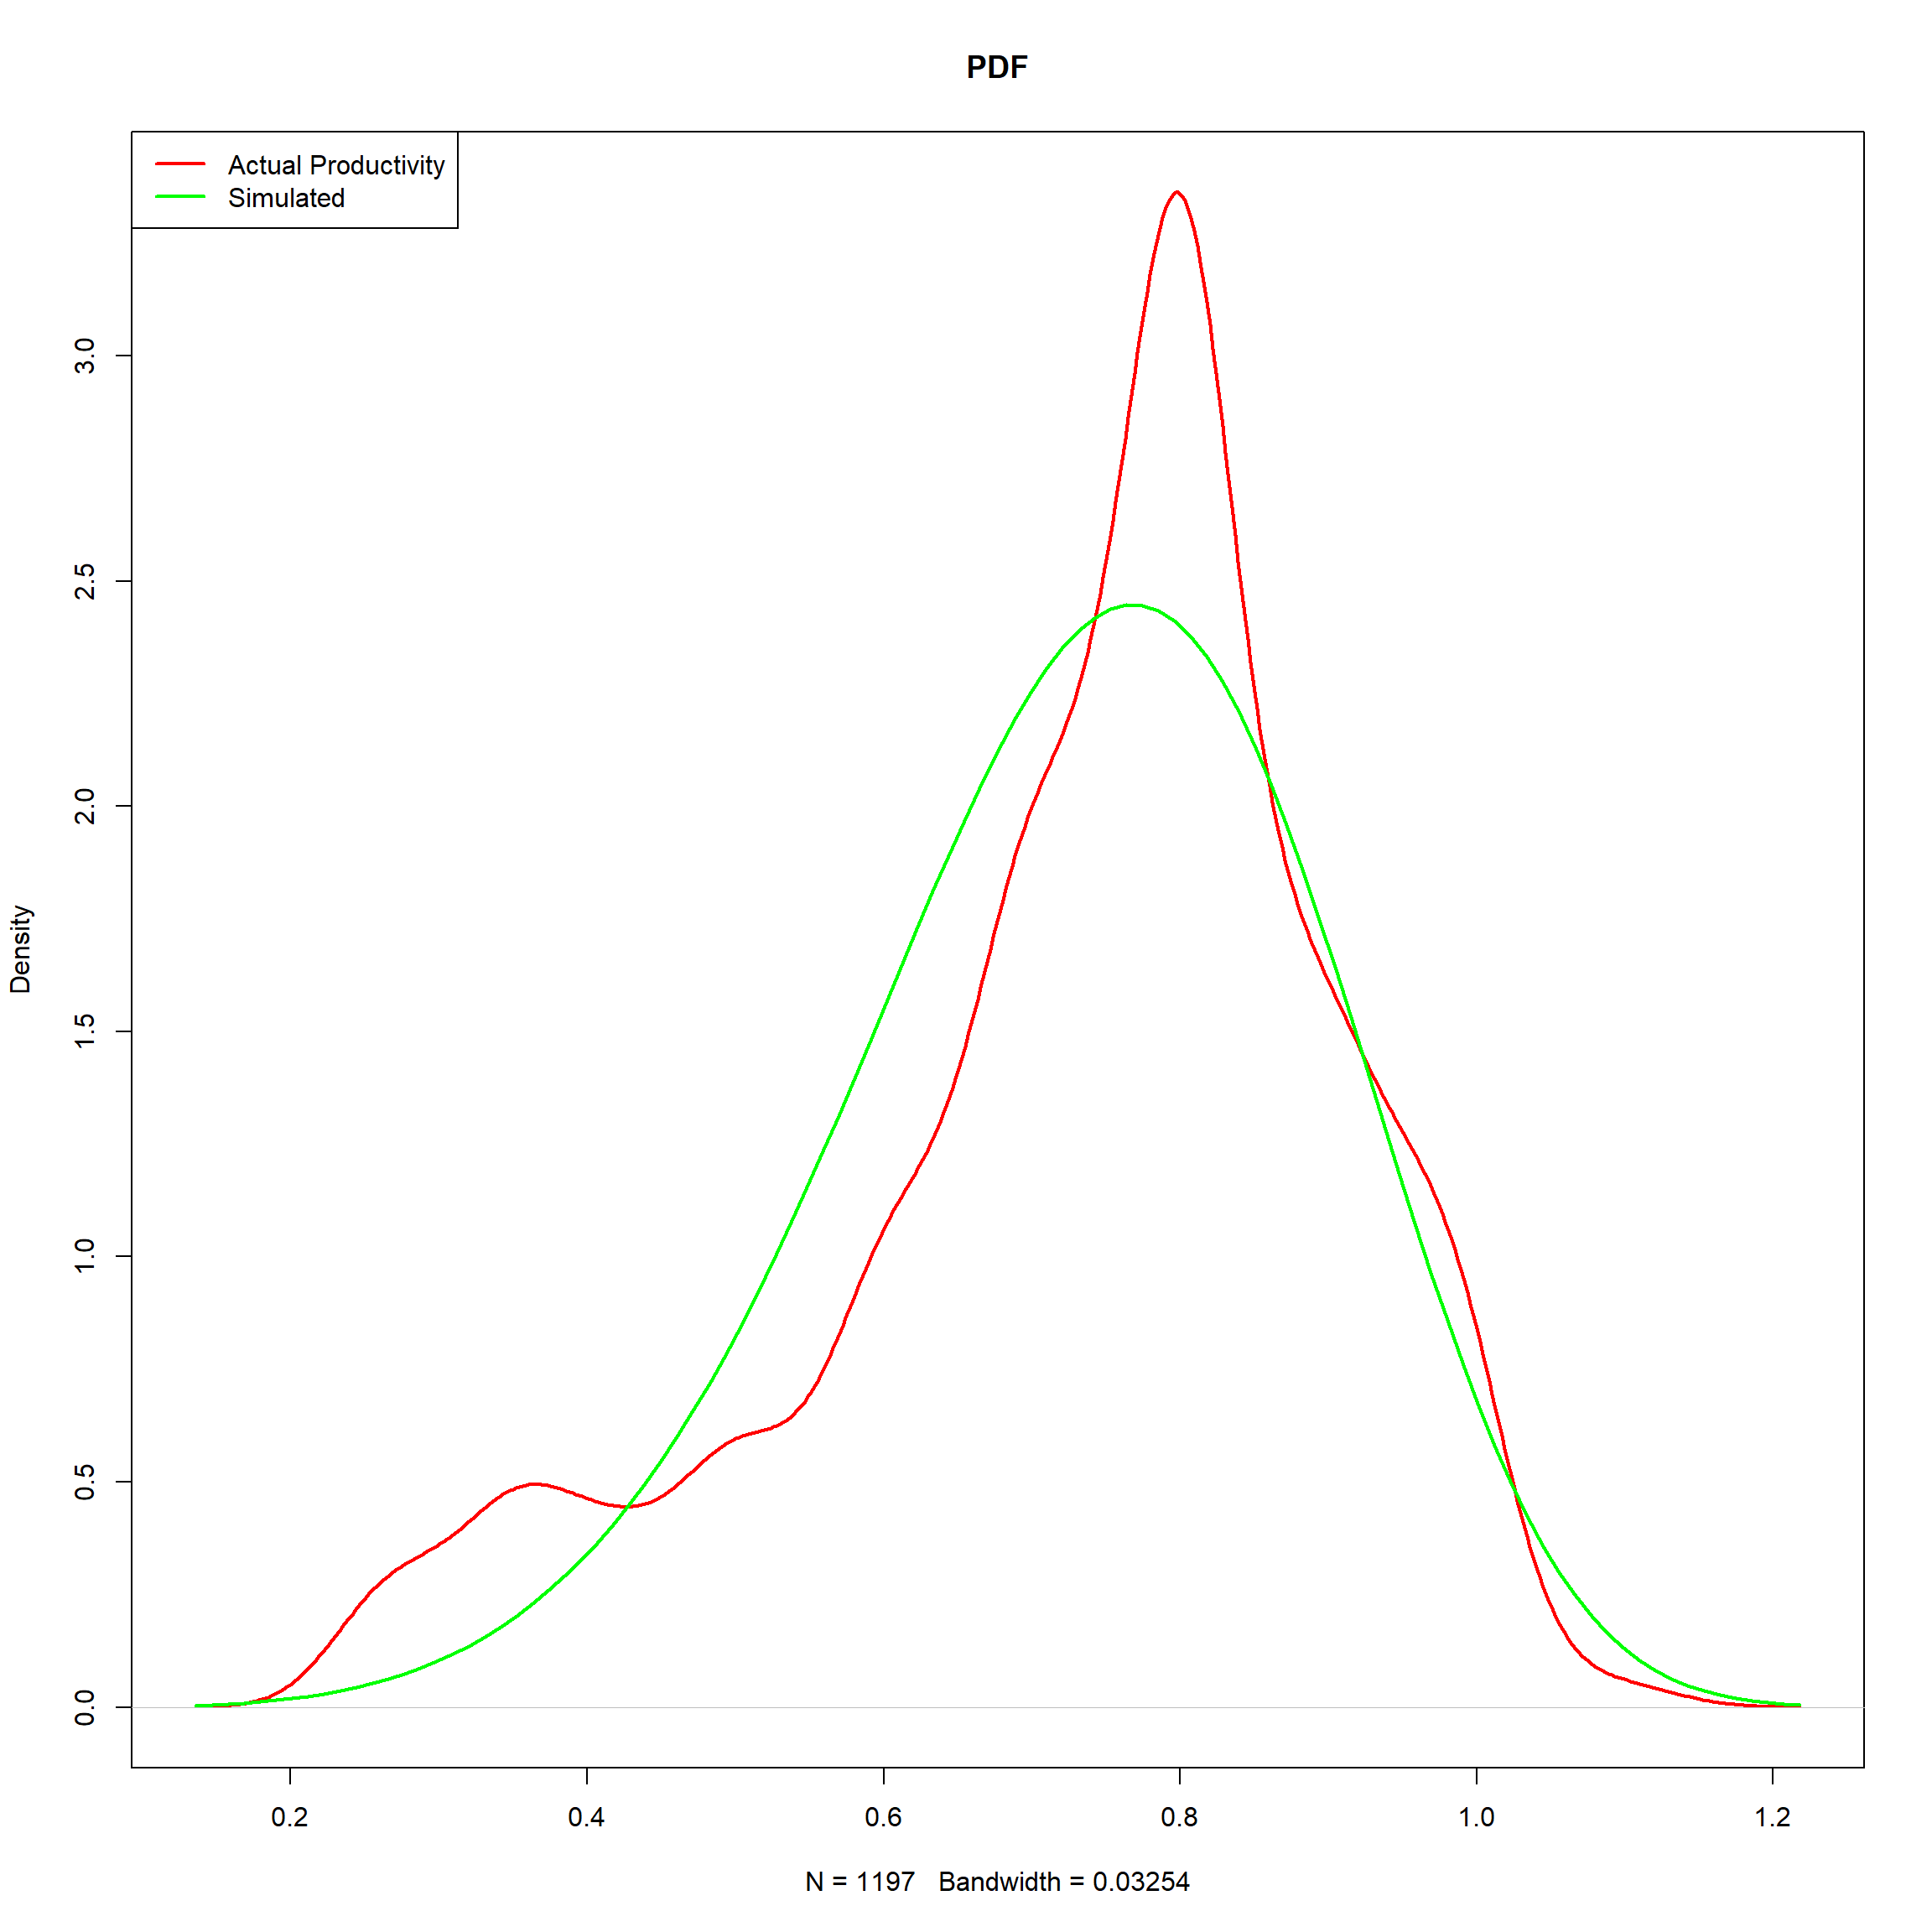 PDF
Actual Productivity
Simulated
Density
3.0
2.5
2.0
1.5
1.0
0.5
0.0
0.2 0.4 0.6 0.8 1.0 1.2
N = 1197 Bandwidth = 0.03254